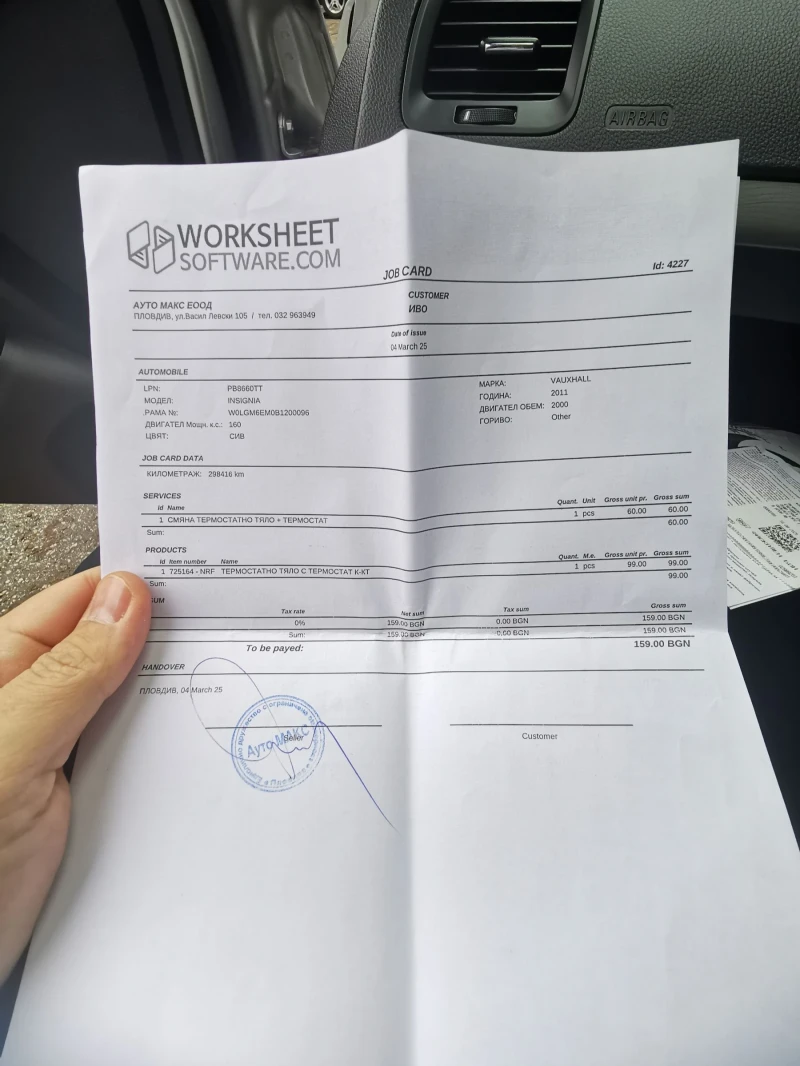 AIRBAG
WORKSHEET
SOFTWARE.COM
JOB CARD
Id: 4227
АУТО МАКС ЕООД
ПЛОВДИВ, ул.Васил Левски 105 / тел. 032 963949
CUSTOMER
ИВО
Date of issue
04 March 25
AUTOMOBILE
LPN: PB8660TT
МОДЕЛ: INSIGNIA
РАМА №: W0LGM6EM0B1200096
ДВИГАТЕЛ Мощн. к.с.: 160
ЦВЯТ: СИВ
МАРКА: VAUXHALL
ГОДИНА: 2011
ДВИГАТЕЛ ОБЕМ: 2000
ГОРИВО: Other
JOB CARD DATA
КИЛОМЕТРАЖ: 298416 km
SERVICES
Id Name Quant. Unit Gross unit pr. Gross sum
1 СМЯНА ТЕРМОСТАТНО ТЯЛО + ТЕРМОСТАТ 1 pcs 60.00 60.00
Sum: 60.00
PRODUCTS
Id Item number Name Quant. M.e. Gross unit pr. Gross sum
1 725164 - NRF ТЕРМОСТАТНО ТЯЛО С ТЕРМОСТАТ К-КТ 1 pcs 99.00 99.00
Sum: 99.00
UM
Tax rate Net sum Tax sum Gross sum
0% 159.00 BGN 0.00 BGN 159.00 BGN
Sum: 159.00 BGN 0.00 BGN 159.00 BGN
To be payed: 159.00 BGN
HANDOVER
ПЛОВДИВ, 04 March 25
Seller
Customer
Ауто МАКС